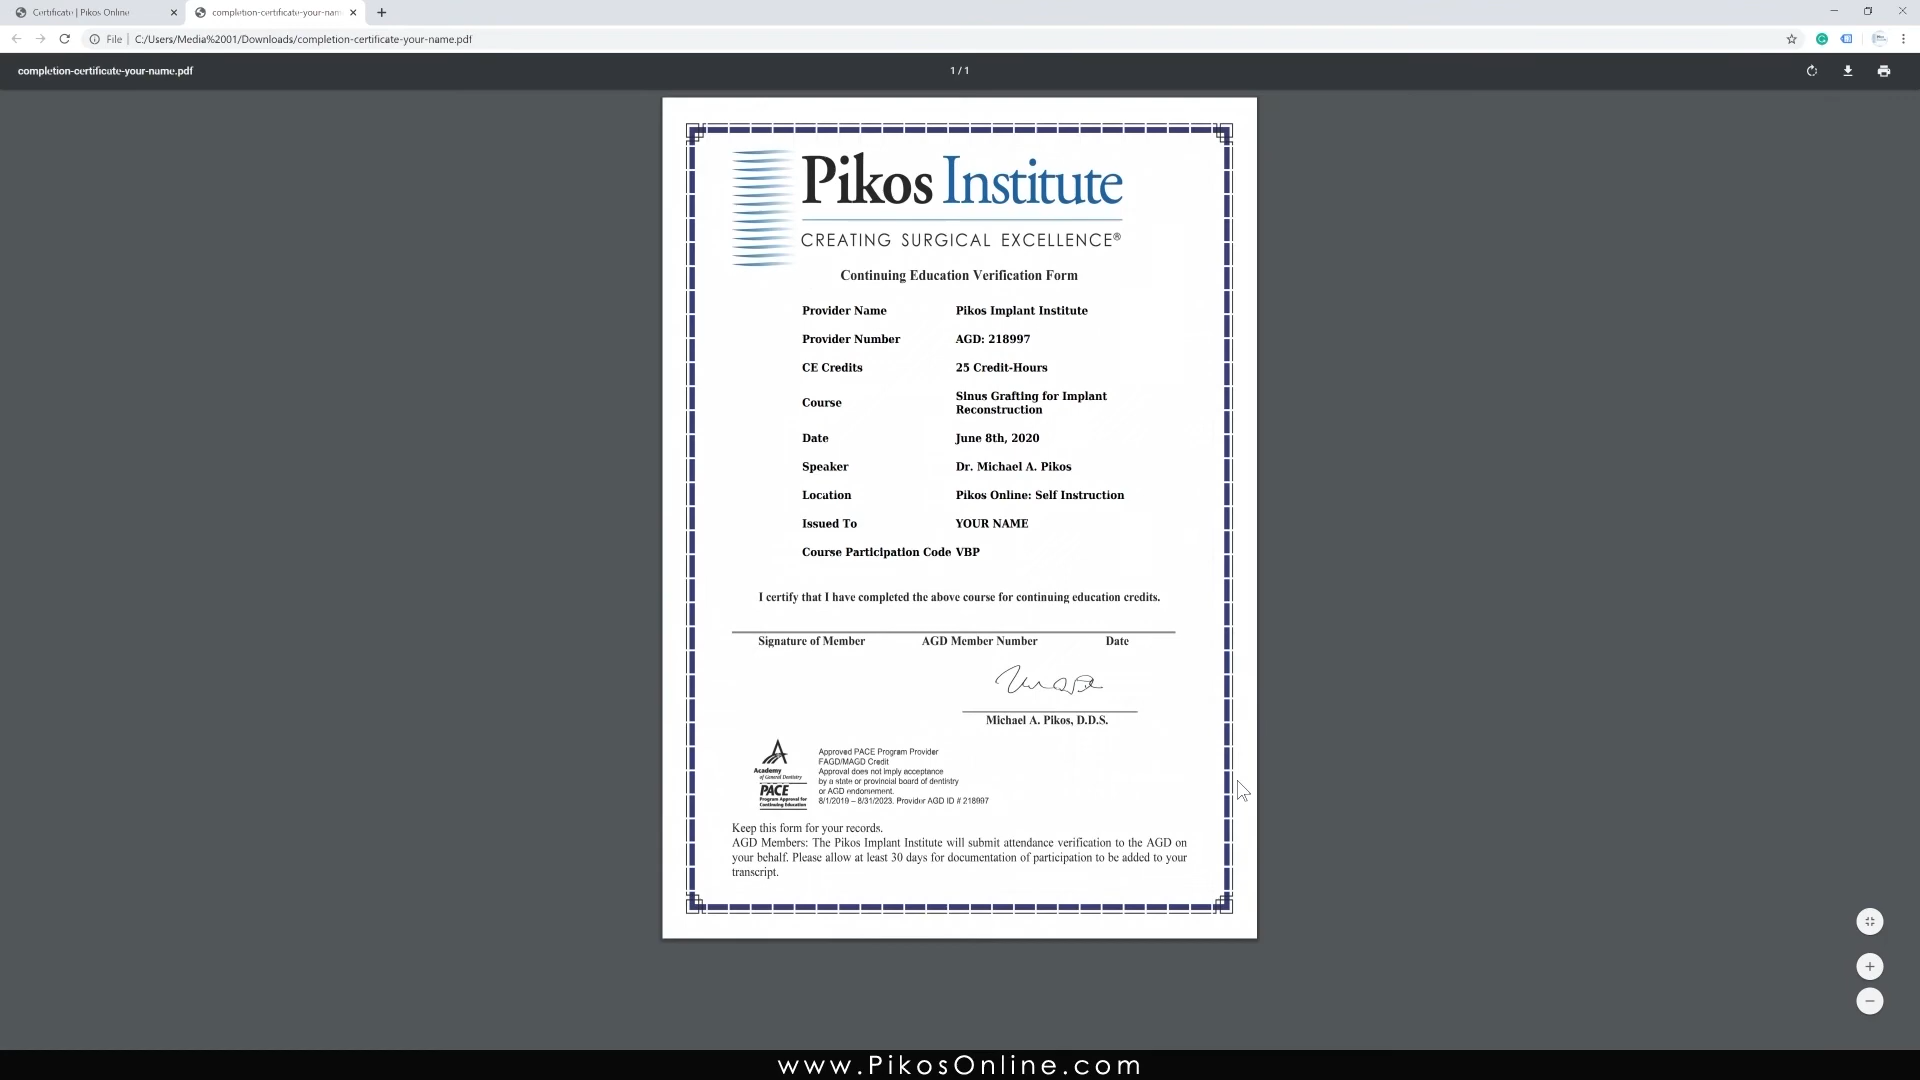 Certificate | Pikos Online
completion-certificate-your-nam
File | C:/Users/Media%2001/Downloads/completion-certificate-your-name.pdf
completion-certificate-your-name.pdf
1 / 1
Pikos Institute
CREATING SURGICAL EXCELLENCE®
Continuing Education Verification Form
Provider Name Pikos Implant Institute
Provider Number AGD: 218997
CE Credits 25 Credit-Hours
Course Sinus Grafting for Implant
Reconstruction
Date June 8th, 2020
Speaker Dr. Michael A. Pikos
Location Pikos Online: Self Instruction
Issued To YOUR NAME
Course Participation Code VBP
I certify that I have completed the above course for continuing education credits.
Signature of Member AGD Member Number Date
Michael A. Pikos, D.D.S.
Academy
of General Dentistry
PACE
Program Approval for
Continuing Education
Approved PACE Program Provider
FAGD/MAGD Credit
Approval does not imply acceptance
by a state or provincial board of dentistry
or AGD endorsement.
8/1/2019 – 8/31/2023. Provider AGD ID # 218997
Keep this form for your records.
AGD Members: The Pikos Implant Institute will submit attendance verification to the AGD on
your behalf. Please allow at least 30 days for documentation of participation to be added to your
transcript.
www.PikosOnline.com